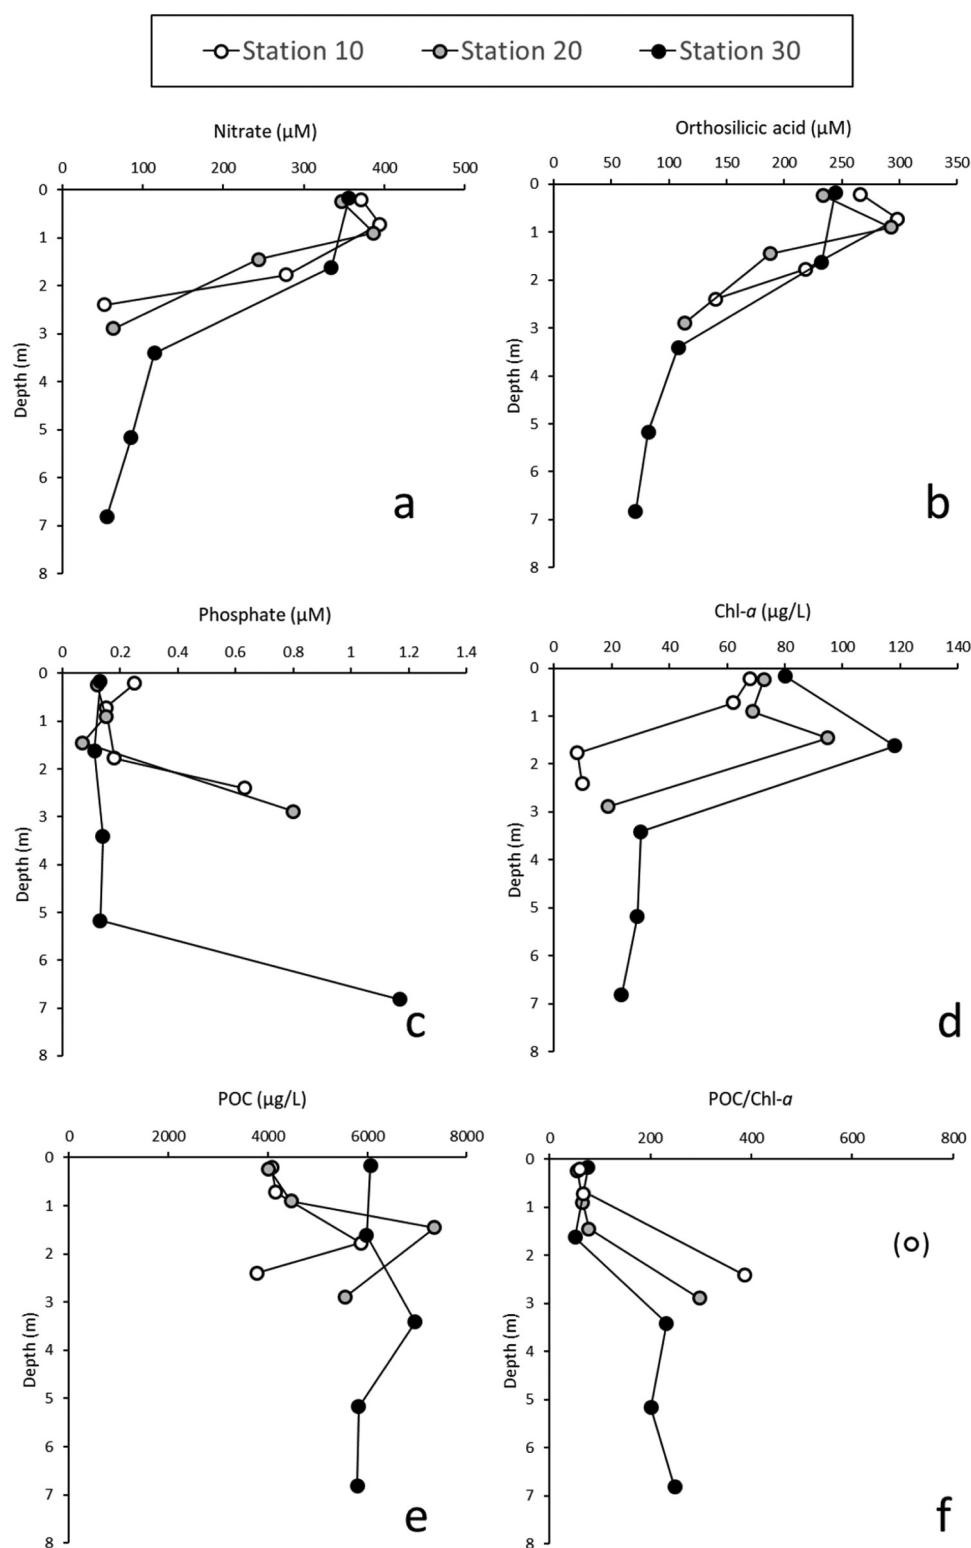 Station 10 Station 20 Station 30
Nitrate (µM)
0 100 200 300 400 500
0
1
2
3
4
5
6
7
8
Depth (m)
a
Orthosilicic acid (µM)
0 50 100 150 200 250 300 350
0
1
2
3
4
5
6
7
8
Depth (m)
b
Phosphate (µM)
0 0.2 0.4 0.6 0.8 1 1.2 1.4
0
1
2
3
4
5
6
7
8
Depth (m)
c
Chl-a (µg/L)
0 20 40 60 80 100 120 140
0
1
2
3
4
5
6
7
8
Depth (m)
d
POC (µg/L)
0 2000 4000 6000 8000
0
1
2
3
4
5
6
7
8
Depth (m)
e
POC/Chl-a
0 200 400 600 800
0
1
2
3
4
5
6
7
8
Depth (m)
( )
f